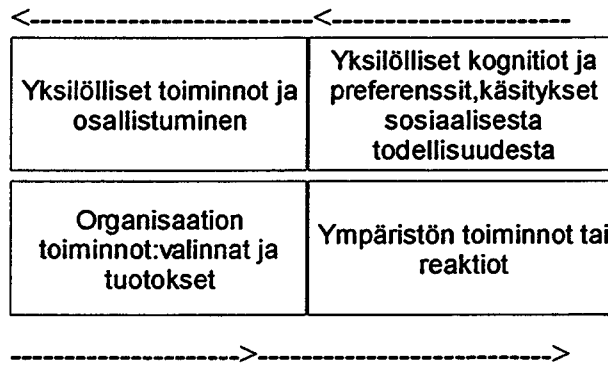 Yksilölliset toiminnot ja
osallistuminen
Yksilölliset kognitiot ja
preferenssit,käsitykset
sosiaalisesta
todellisuudesta
Organisaation
toiminnot:valinnat ja
tuotokset
Ympäristön toiminnot tai
reaktiot